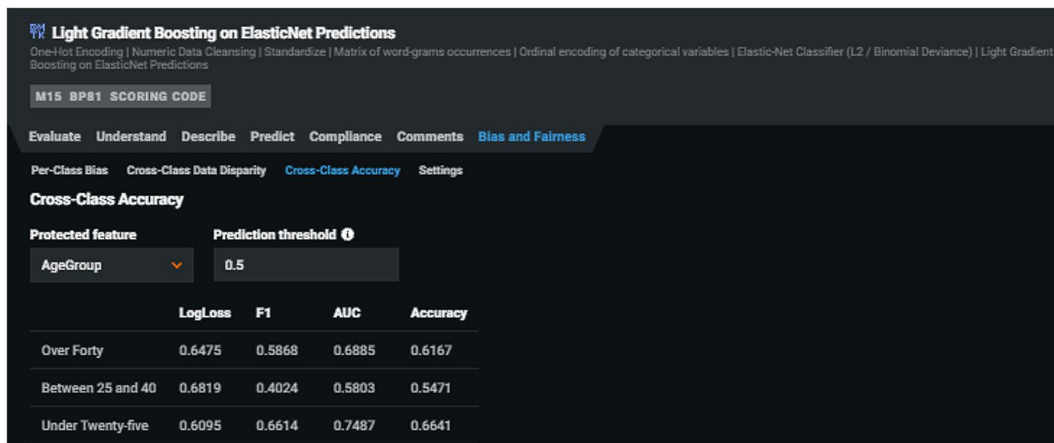 Light Gradient Boosting on ElasticNet Predictions
One-Hot Encoding | Numeric Data Cleansing | Standardize | Matrix of word-grams occurrences | Ordinal encoding of categorical variables | Elastic-Net Classifier (L2 / Binomial Deviance) | Light Gradient
Boosting on ElasticNet Predictions
M15 BP81 SCORING CODE
Evaluate Understand Describe Predict Compliance Comments Bias and Fairness
Per-Class Bias Cross-Class Data Disparity Cross-Class Accuracy Settings
Cross-Class Accuracy
Protected feature Prediction threshold
AgeGroup 0.5
LogLoss F1 AUC Accuracy
Over Forty 0.6475 0.5868 0.6885 0.6167
Between 25 and 40 0.6819 0.4024 0.5803 0.5471
Under Twenty-five 0.6095 0.6614 0.7487 0.6641